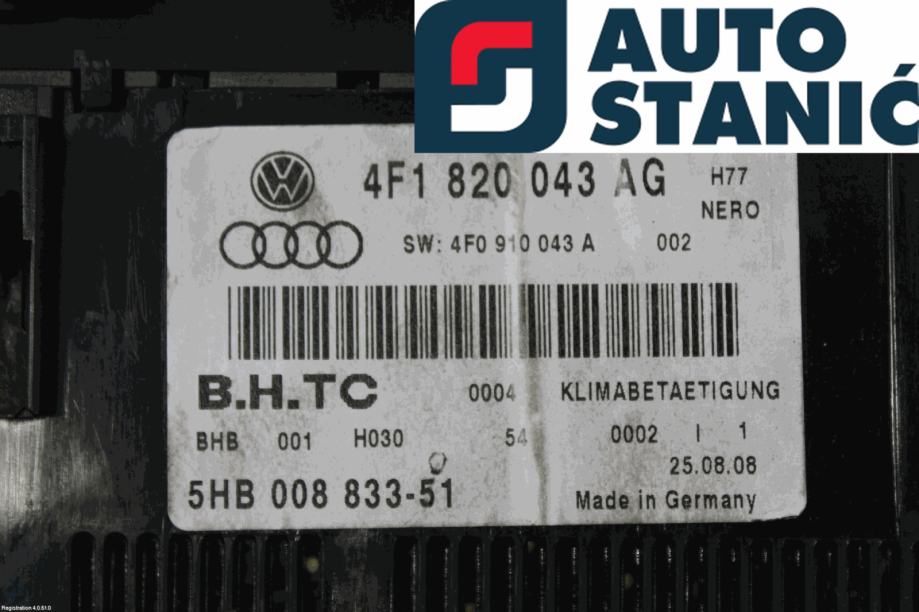 AUTO
STANIĆ
4F1 820 043 AG H77
NERO
SW: 4F0 910 043 A 002
B.H.TC 0004 KLIMABETAETIGUNG
BHB 001 H030 54 0002 I 1
25.08.08
5HB 008 833-51
Made in Germany
Registration 4.0.61.0